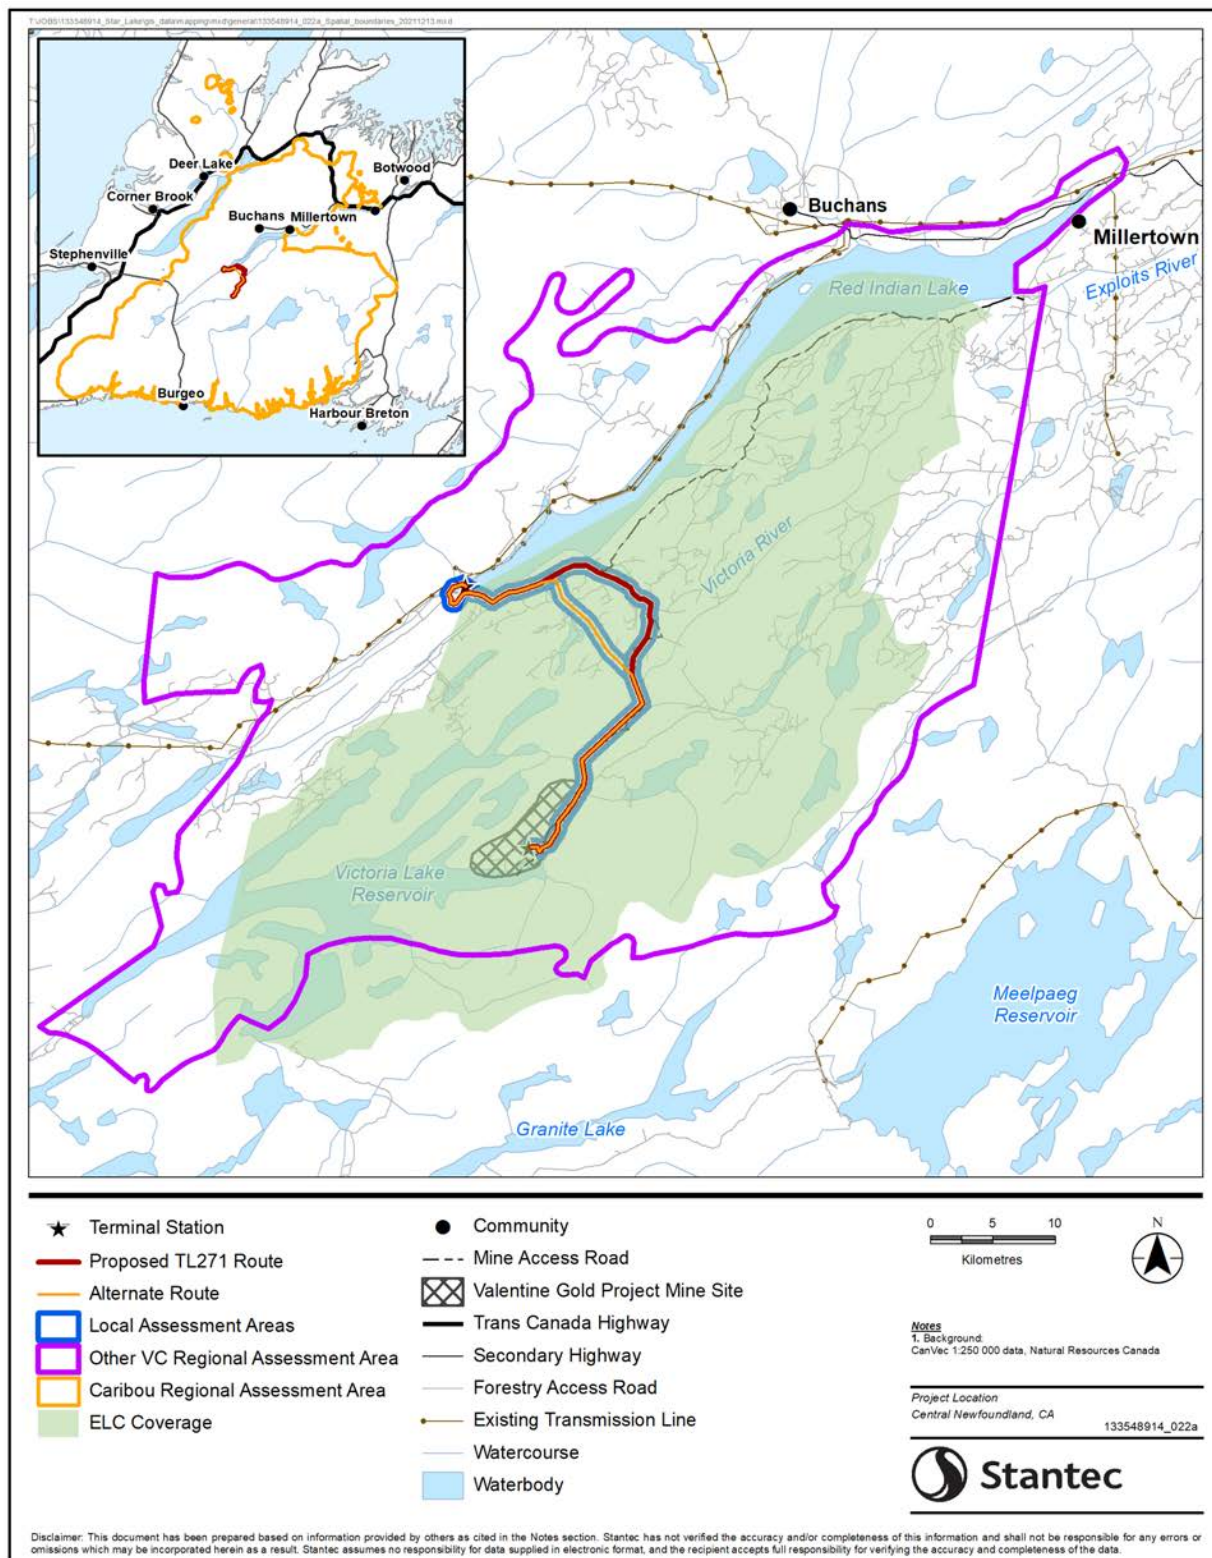 T:\JOBS\133548914_Star_Lake\gis_data\mapping\mxd\general\133548914_022a_Spatial_boundaries_20211213.mxd
Deer Lake
Botwood
Corner Brook
Buchans
Millertown
Stephenville
Burgeo
Harbour Breton
Buchans
Millertown
Red Indian Lake
Exploits River
Victoria River
Victoria Lake
Reservoir
Meelpaeg
Reservoir
Granite Lake
Terminal Station
Proposed TL271 Route
Alternate Route
Local Assessment Areas
Other VC Regional Assessment Area
Caribou Regional Assessment Area
ELC Coverage
Community
Mine Access Road
Valentine Gold Project Mine Site
Trans Canada Highway
Secondary Highway
Forestry Access Road
Existing Transmission Line
Watercourse
Waterbody
0 5 10
Kilometres
N
Notes
1. Background:
CanVec 1:250 000 data, Natural Resources Canada
Project Location
Central Newfoundland, CA
133548914_022a
Stantec
Disclaimer: This document has been prepared based on information provided by others as cited in the Notes section. Stantec has not verified the accuracy and/or completeness of this information and shall not be responsible for any errors or
omissions which may be incorporated herein as a result. Stantec assumes no responsibility for data supplied in electronic format, and the recipient accepts full responsibility for verifying the accuracy and completeness of the data.